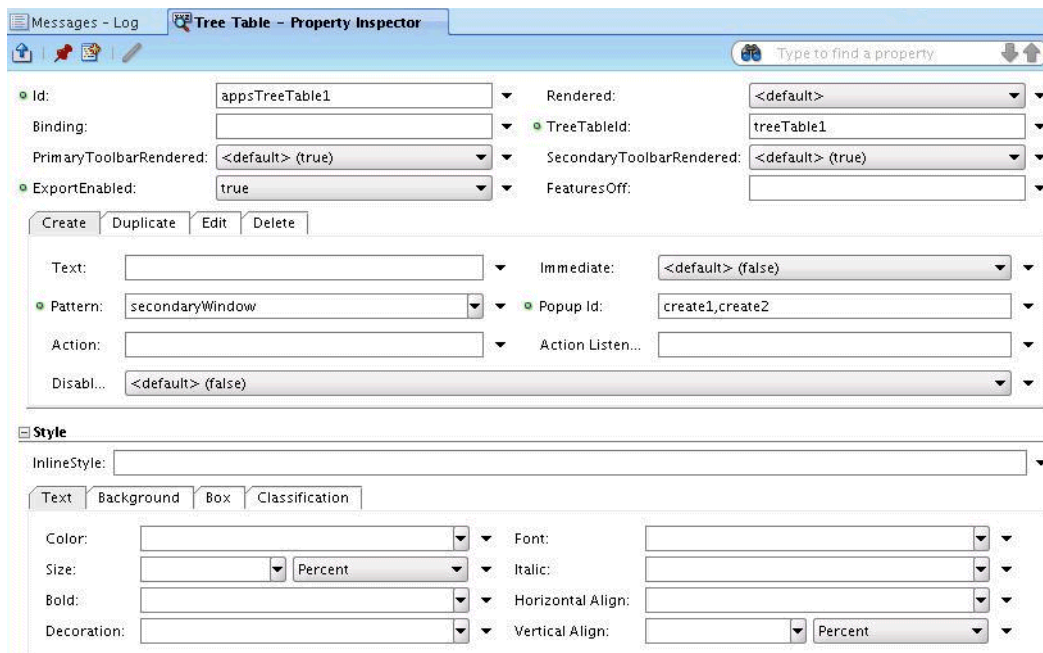 Messages - Log
Tree Table - Property Inspector
Type to find a property
Id: appsTreeTable1 Rendered: <default>
Binding: TreeTableId: treeTable1
PrimaryToolbarRendered: <default> (true) SecondaryToolbarRendered: <default> (true)
ExportEnabled: true FeaturesOff:
Create Duplicate Edit Delete
Text: Immediate: <default> (false)
Pattern: secondaryWindow Popup Id: create1,create2
Action: Action Listen...
Disabl... <default> (false)
Style
InlineStyle:
Text Background Box Classification
Color: Font:
Size: Percent Italic:
Bold: Horizontal Align:
Decoration: Vertical Align: Percent